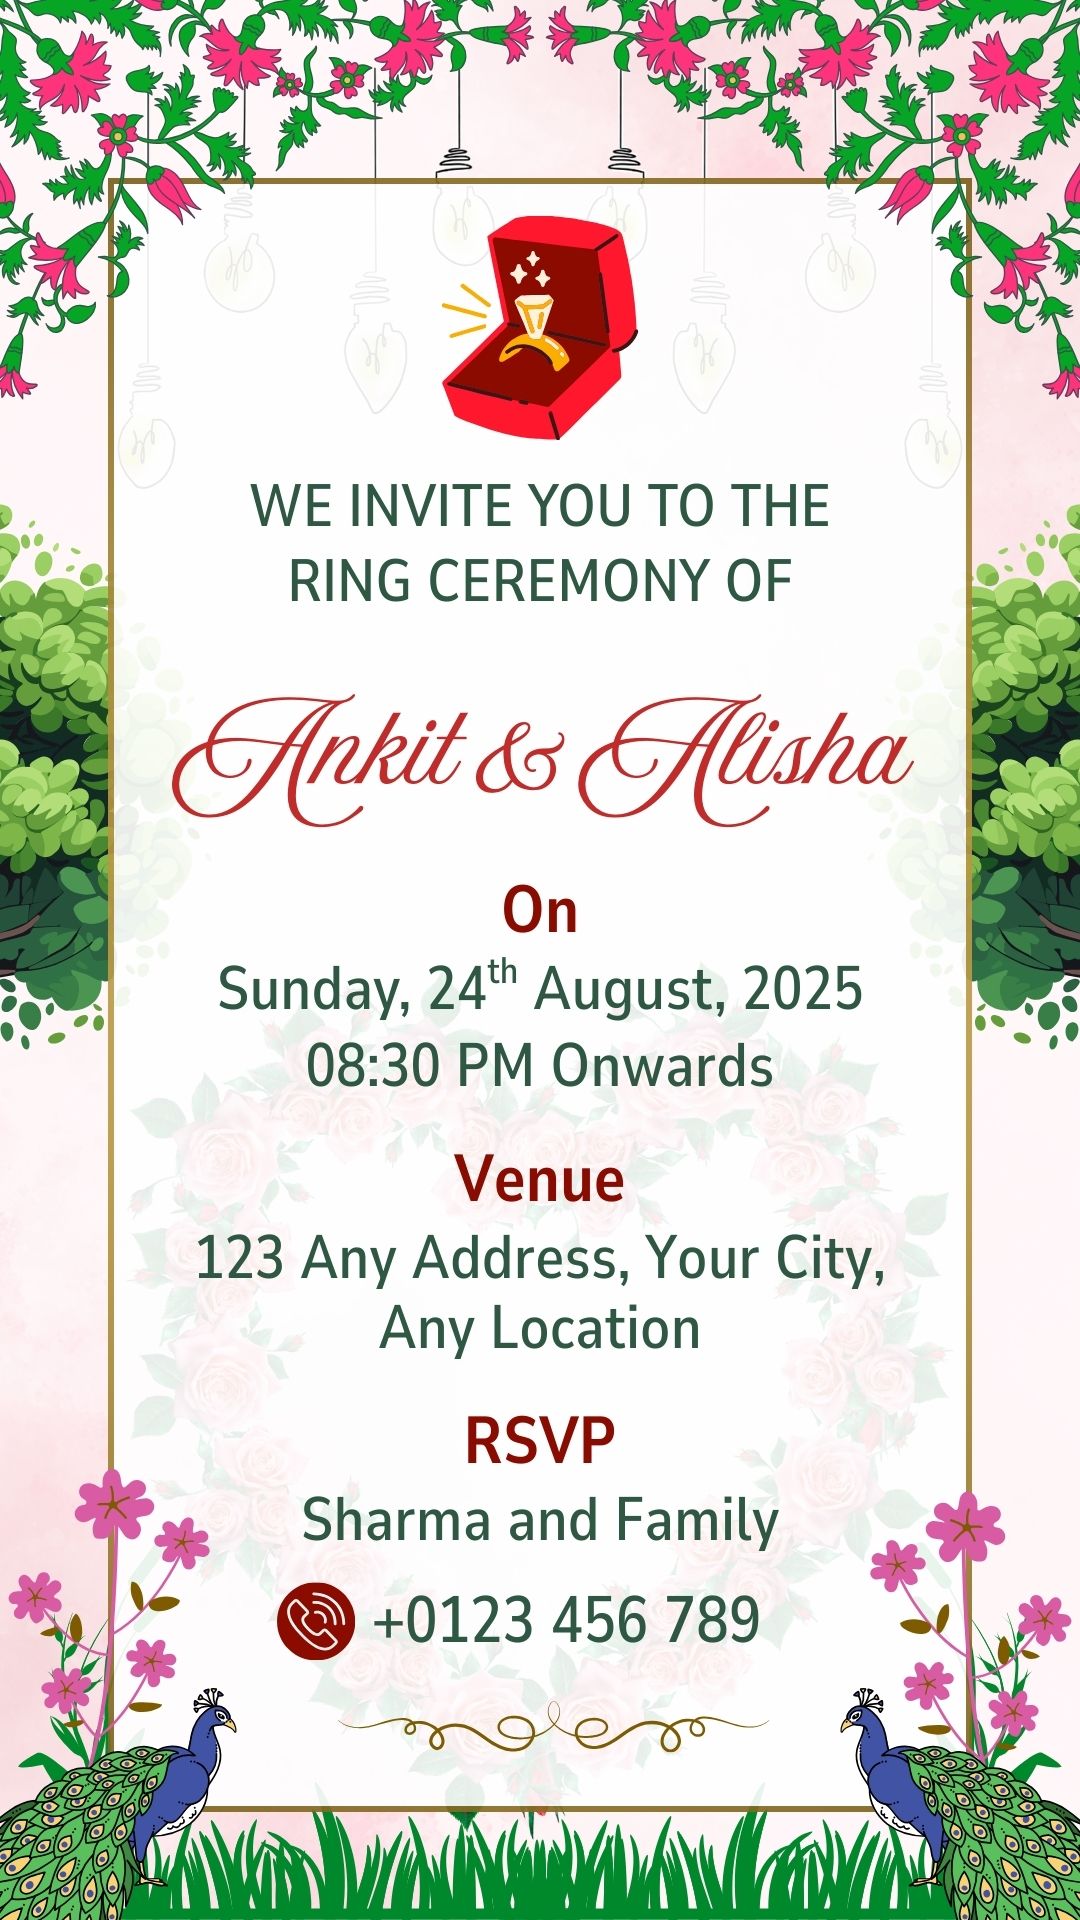 WE INVITE YOU TO THE
RING CEREMONY OF
Ankit & Alisha
On
Sunday, 24th August, 2025
08:30 PM Onwards
Venue
123 Any Address, Your City,
Any Location
RSVP
Sharma and Family
+0123 456 789